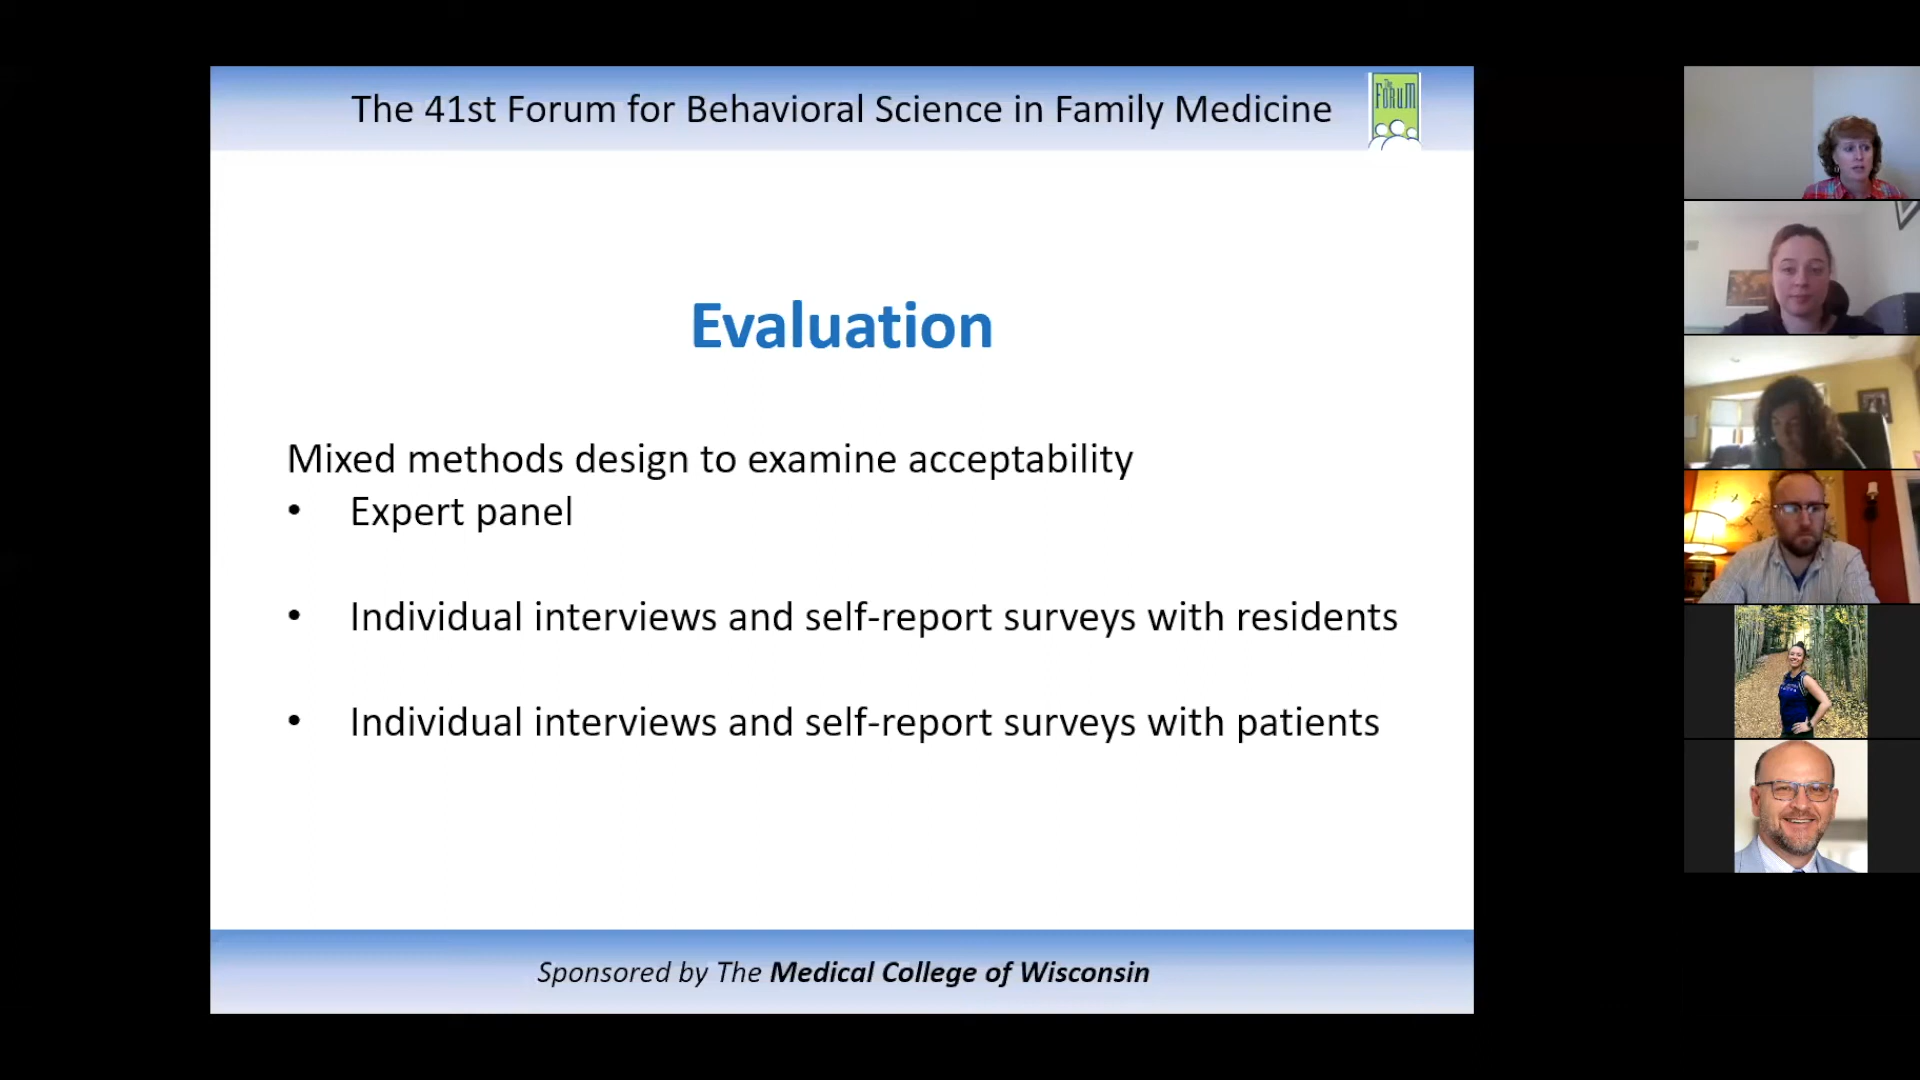 The 41st Forum for Behavioral Science in Family Medicine
The
FORUM
Evaluation
Mixed methods design to examine acceptability
• Expert panel
• Individual interviews and self-report surveys with residents
• Individual interviews and self-report surveys with patients
Sponsored by The Medical College of Wisconsin